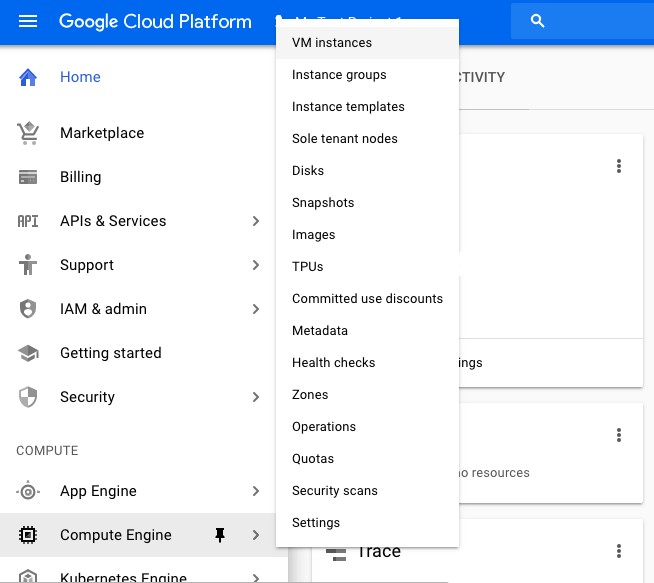 Google Cloud Platform
Home
Marketplace
Billing
API APIs & Services
Support
IAM & admin
Getting started
Security
COMPUTE
App Engine
Compute Engine
Kubernetes Engine
VM instances
Instance groups
Instance templates
Sole tenant nodes
Disks
Snapshots
Images
TPUs
Committed use discounts
Metadata
Health checks
Zones
Operations
Quotas
Security scans
Settings
CTIVITY
ings
no resources
Trace